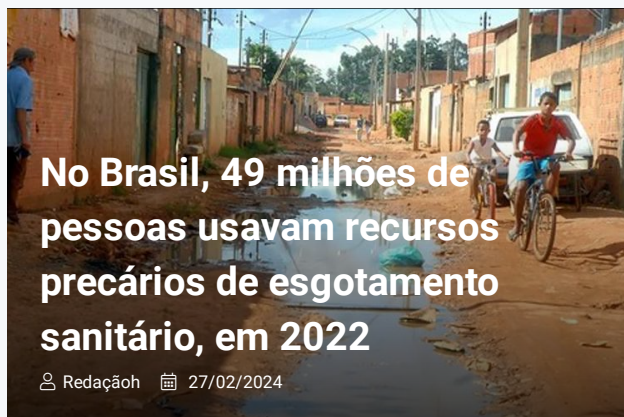 No Brasil, 49 milhões de
pessoas usavam recursos
precários de esgotamento
sanitário, em 2022
Redaçãoh 27/02/2024